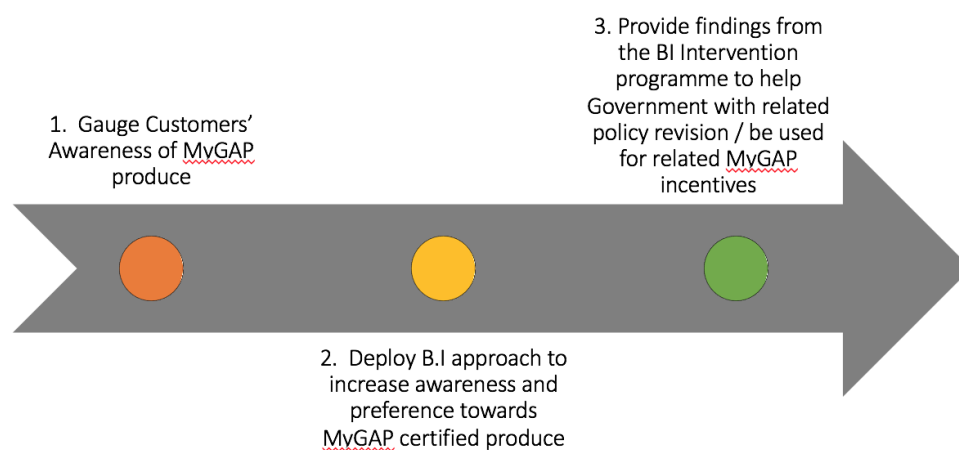 1. Gauge Customers'
Awareness of MyGAP
produce
2. Deploy B.I approach to
increase awareness and
preference towards
MyGAP certified produce
3. Provide findings from
the BI Intervention
programme to help
Government with related
policy revision / be used
for related MyGAP
incentives